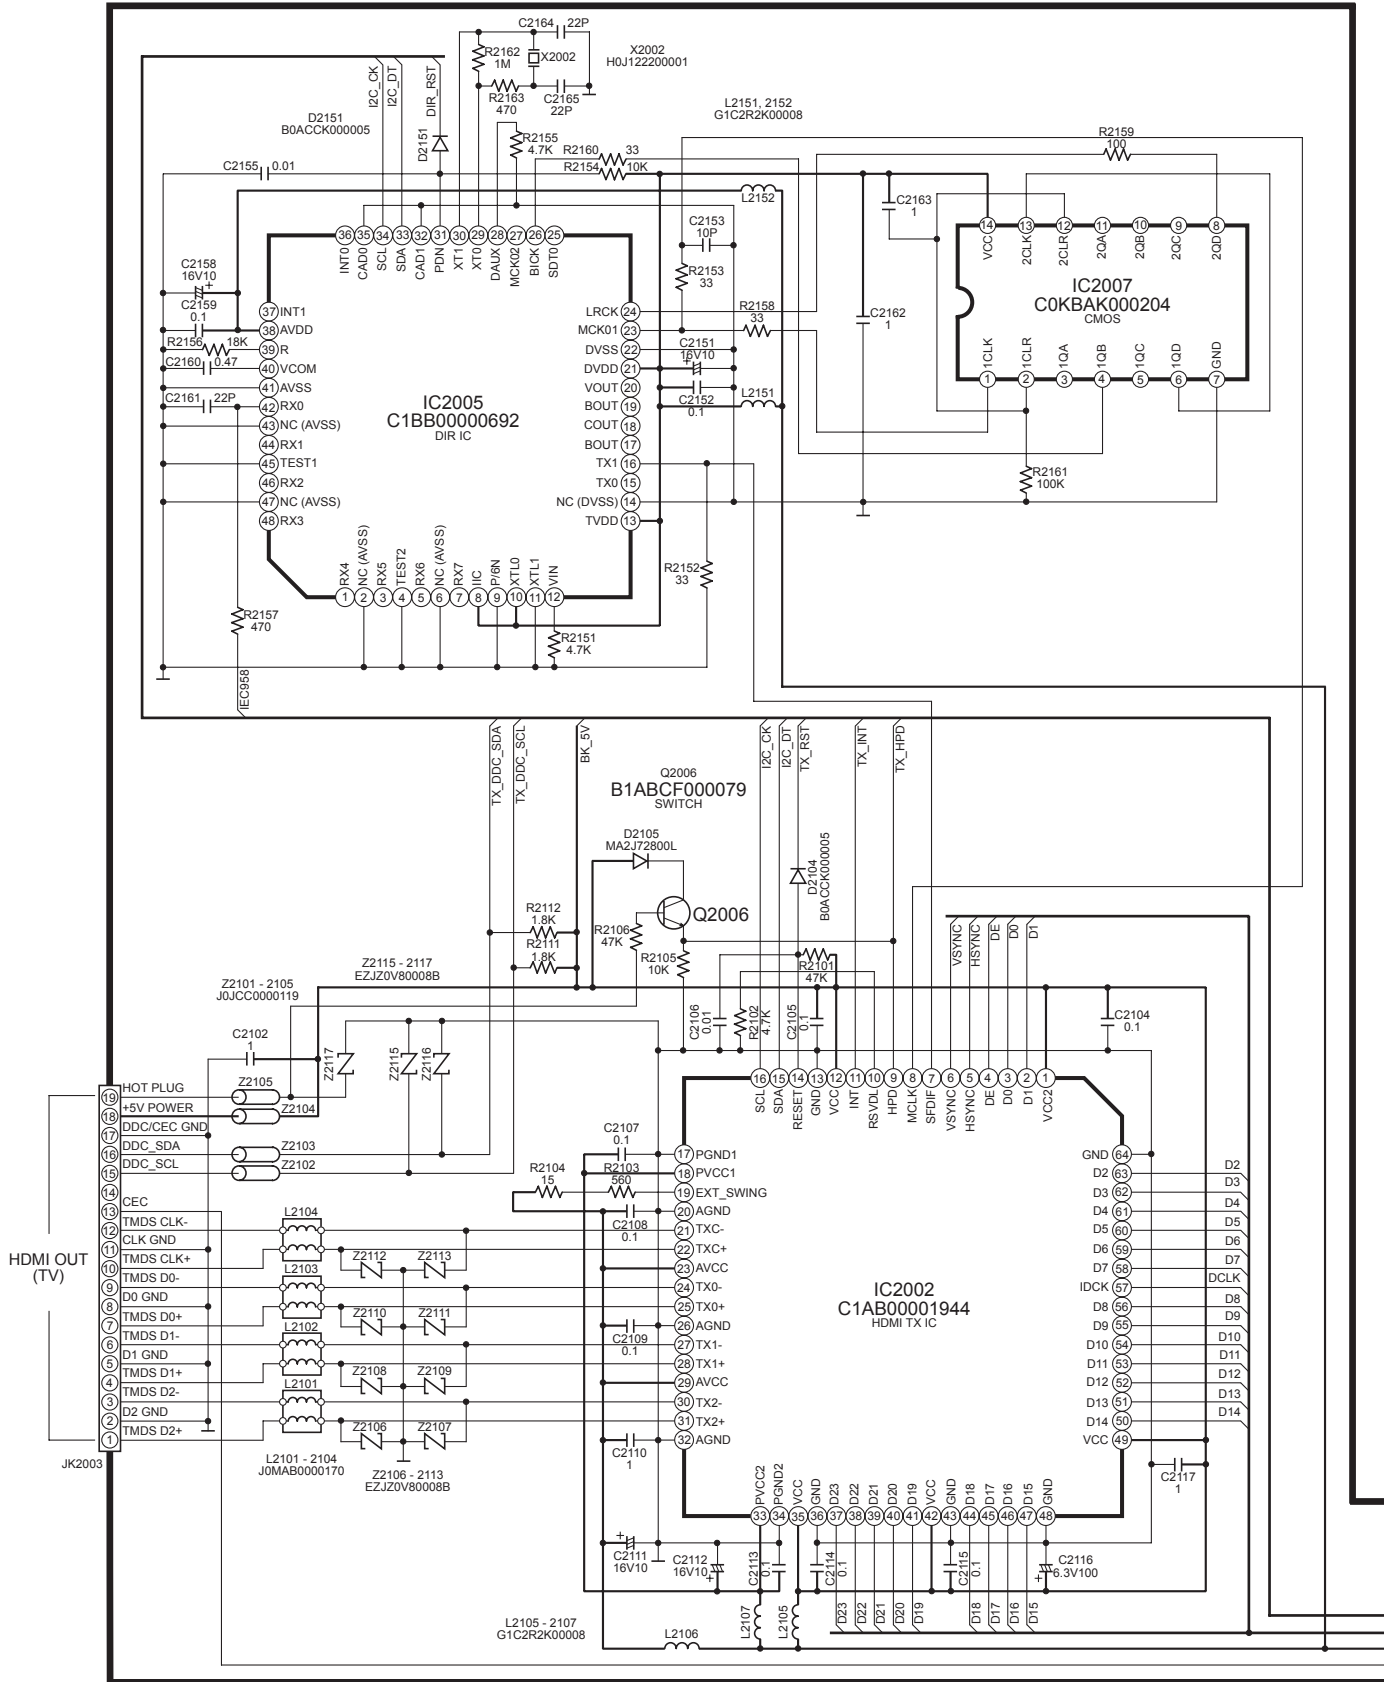 C2164 22P
R2162
1M
X2002
X2002
H0J122200001
R2163
470
C2165
22P
I2C_CK
I2C_DT
DIR_RST
D2151
B0ACCK000005
D2151
L2151, 2152
G1C2R2K00008
R2155
4.7K
R2160 33
R2154 10K
R2159
100
C2155 0.01
L2152
C2163
1
C2153
10P
R2153
33
36 35 34 33 32 31 30 29 28 27 26 25
INT0
CAD0
SCL
SDA
CAD1
PDN
XT1
XT0
DAUX
MCK02
BICK
SDT0
14 13 12 11 10 9 8
VCC
2CLK
2CLR
2QA
2QB
2QC
2QD
IC2007
C0KBAK000204
CMOS
1CLK
1CLR
1QA
1QB
1QC
1QD
GND
1 2 3 4 5 6 7
C2158
16V10
+
C2159
0.1
R2156 18K
C2160 0.47
C2161 22P
37 INT1
38 AVDD
39 R
40 VCOM
41 AVSS
42 RX0
43 NC (AVSS)
44 RX1
45 TEST1
46 RX2
47 NC (AVSS)
48 RX3
IC2005
C1BB00000692
DIR IC
LRCK 24
MCK01 23
DVSS 22
DVDD 21
VOUT 20
BOUT 19
COUT 18
BOUT 17
TX1 16
TX0 15
NC (DVSS) 14
TVDD 13
R2158
33
C2162
1
C2151
16V10
+
C2152
0.1
L2151
R2161
100K
RX4
NC (AVSS)
RX5
TEST2
RX6
NC (AVSS)
RX7
IIC
P/6N
XTL0
XTL1
VIN
1 2 3 4 5 6 7 8 9 10 11 12
R2152
33
R2157
470
R2151
4.7K
IEC958
TX_DDC_SDA
TX_DDC_SCL
BK_5V
I2C_CK
I2C_DT
TX_RST
TX_INT
TX_HPD
Q2006
B1ABCF000079
SWITCH
D2105
MA2J72800L
D2104
B0ACCK000005
Q2006
R2112
1.8K
R2111
1.8K
R2106
47K
R2105
10K
R2101
47K
VSYNC
HSYNC
DE
D0
D1
Z2115 - 2117
EZJZ0V80008B
Z2101 - 2105
J0JCC0000119
C2102
1
Z2117
Z2115
Z2116
C2106
0.01
R2102
4.7K
C2105
0.1
C2104
0.1
19 HOT PLUG
18 +5V POWER
17 DDC/CEC GND
16 DDC_SDA
15 DDC_SCL
14
13 CEC
12 TMDS CLK-
11 CLK GND
10 TMDS CLK+
9 TMDS D0-
8 D0 GND
7 TMDS D0+
6 TMDS D1-
5 D1 GND
4 TMDS D1+
3 TMDS D2-
2 D2 GND
1 TMDS D2+
HDMI OUT
(TV)
JK2003
Z2105
Z2104
Z2103
Z2102
L2104
L2103
L2102
L2101
Z2112 Z2113
Z2110 Z2111
Z2108 Z2109
Z2106 Z2107
L2101 - 2104
J0MAB0000170
Z2106 - 2113
EZJZ0V80008B
16 15 14 13 12 11 10 9 8 7 6 5 4 3 2 1
SCL
SDA
RESET
GND
VCC
INT
RSVDL
HPD
MCLK
SFDIF
VSYNC
HSYNC
DE
D0
D1
VCC2
C2107
0.1
R2104
15
R2103
560
C2108
0.1
C2109
0.1
C2110
1
17 PGND1
18 PVCC1
19 EXT_SWING
20 AGND
21 TXC-
22 TXC+
23 AVCC
24 TX0-
25 TX0+
26 AGND
27 TX1-
28 TX1+
29 AVCC
30 TX2-
31 TX2+
32 AGND
IC2002
C1AB00001944
HDMI TX IC
GND 64
D2 63 D2
D3 62 D3
D4 61 D4
D5 60 D5
D6 59 D6
D7 58 D7
IDCK 57 DCLK
D8 56 D8
D9 55 D9
D10 54 D10
D11 53 D11
D12 52 D12
D13 51 D13
D14 50 D14
VCC 49
C2117
1
PVCC2
PGND2
VCC
GND
D23
D22
D21
D20
D19
VCC
GND
D18
D17
D16
D15
GND
33 34 35 36 37 38 39 40 41 42 43 44 45 46 47 48
+
C2111
16V10
C2112
16V10
+
C2113
0.1
C2114
0.1
C2115
0.1
C2116
6.3V100
+
D23
D22
D21
D20
D19
D18
D17
D16
D15
L2107
L2105
L2105 - 2107
G1C2R2K00008
L2106